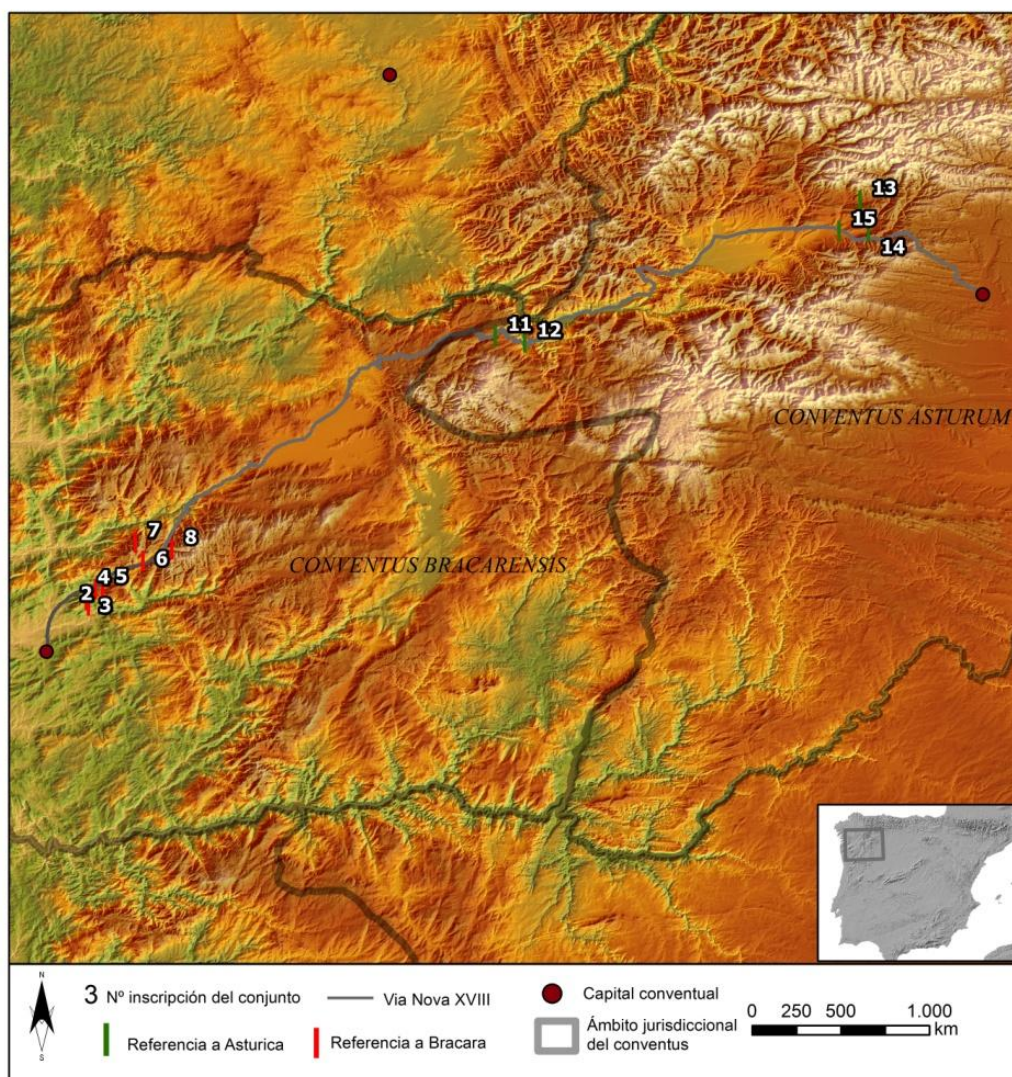 13
15
14
11
12
CONVENTUS ASTURUM
7
8
6
CONVENTUS BRACARENSIS
4 5
2
3
N
S
3 Nº inscripción del conjunto
Via Nova XVIII
Capital conventual
0 250 500 1.000
km
Referencia a Asturica
Referencia a Bracara
Ámbito jurisdiccional
del conventus